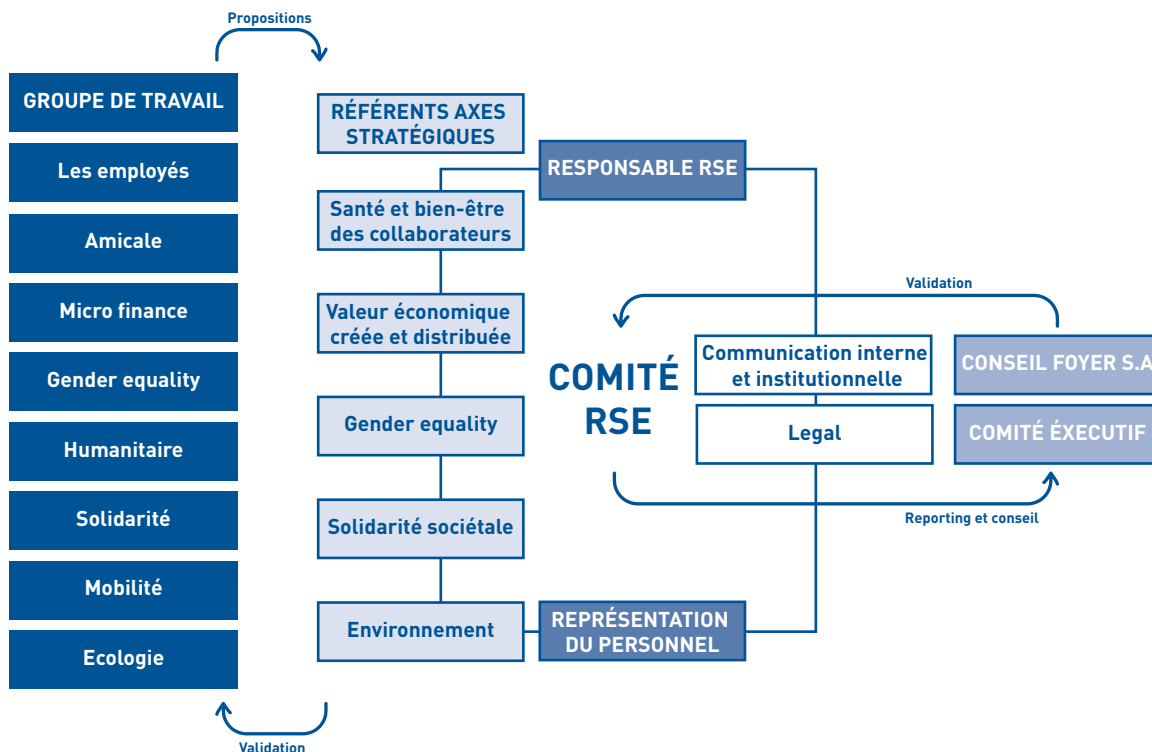 Propositions
GROUPE DE TRAVAIL
Les employés
Amicale
Micro finance
Gender equality
Humanitaire
Solidarité
Mobilité
Ecologie
Validation
RÉFÉRENTS AXES
STRATÉGIQUES
Santé et bien-être
des collaborateurs
Valeur économique
créée et distribuée
Gender equality
Solidarité sociétale
Environnement
RESPONSABLE RSE
REPRÉSENTATION
DU PERSONNEL
COMITÉ
RSE
Validation
Communication interne
et institutionnelle
Legal
CONSEIL FOYER S.A
COMITÉ ÉXECUTIF
Reporting et conseil